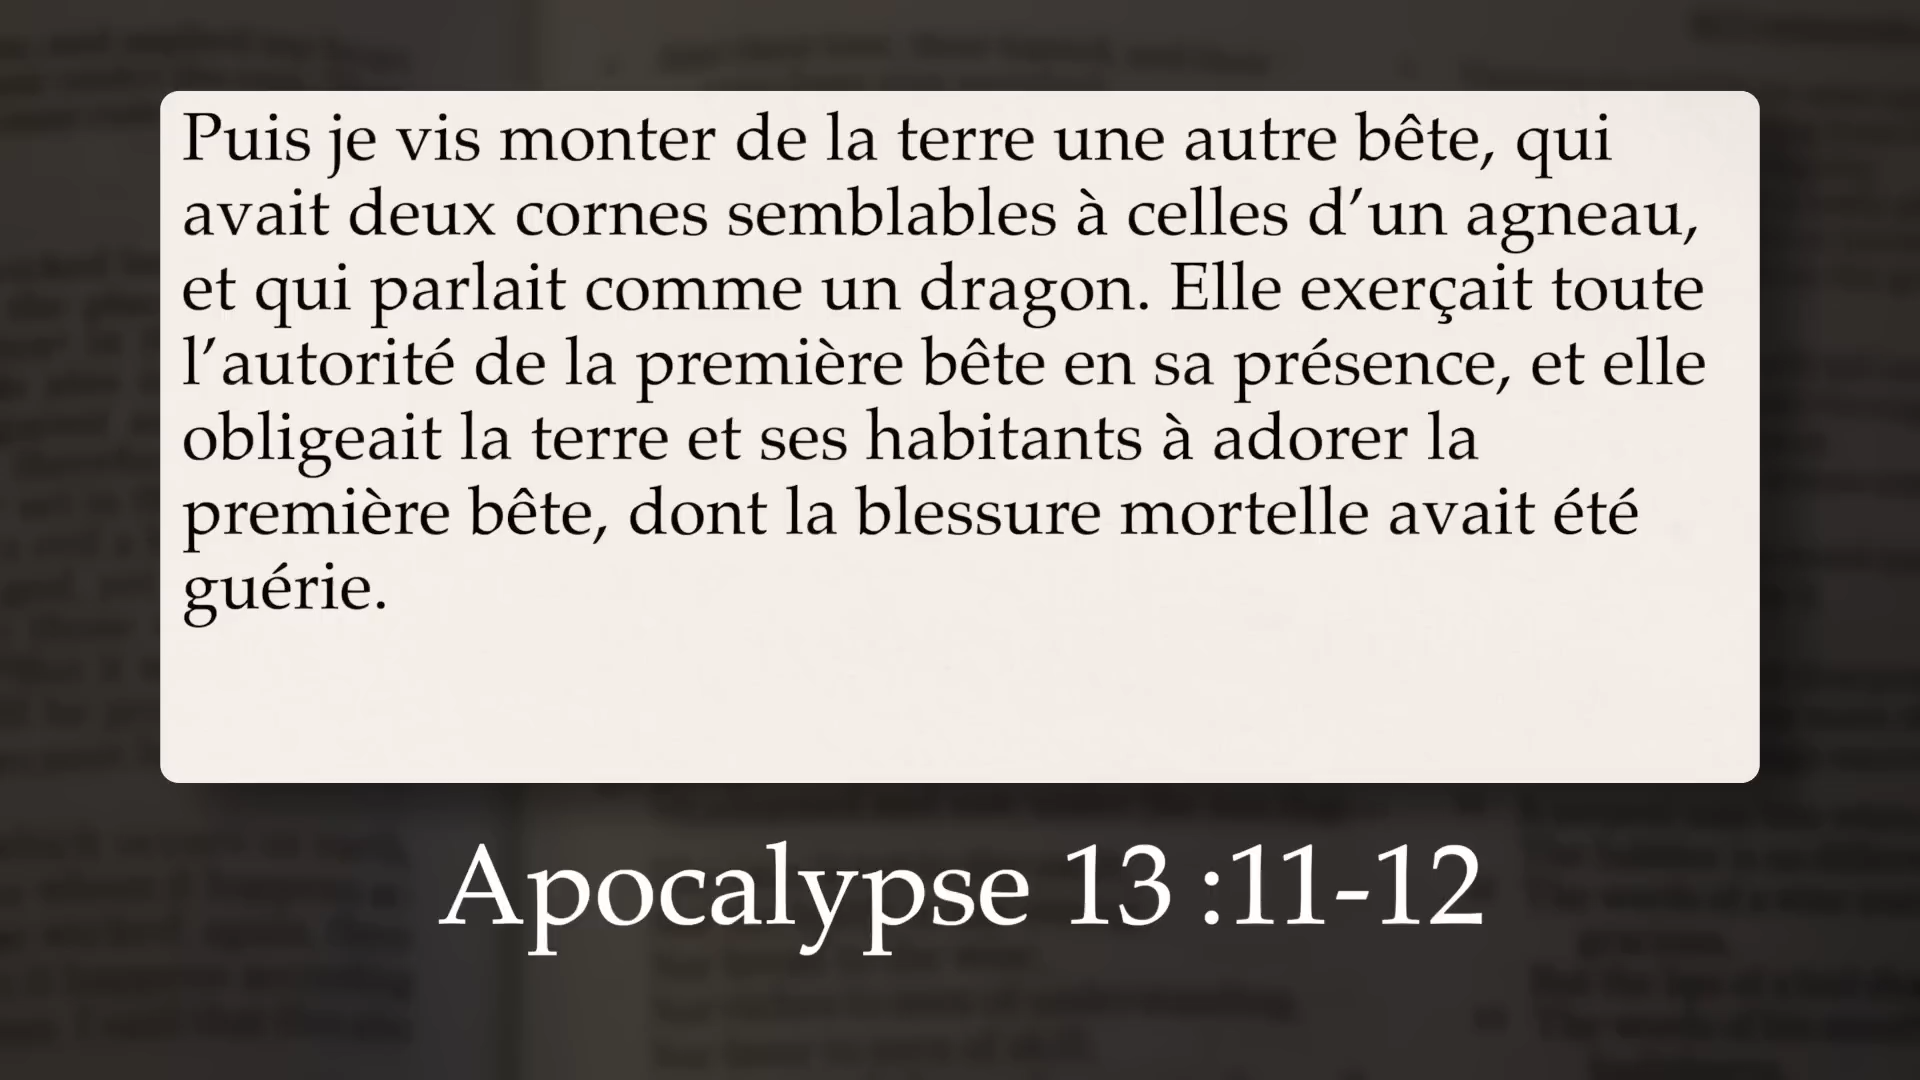 Puis je vis monter de la terre une autre bête, qui
avait deux cornes semblables à celles d’un agneau,
et qui parlait comme un dragon. Elle exerçait toute
l’autorité de la première bête en sa présence, et elle
obligeait la terre et ses habitants à adorer la
première bête, dont la blessure mortelle avait été
guérie.
Apocalypse 13 :11-12